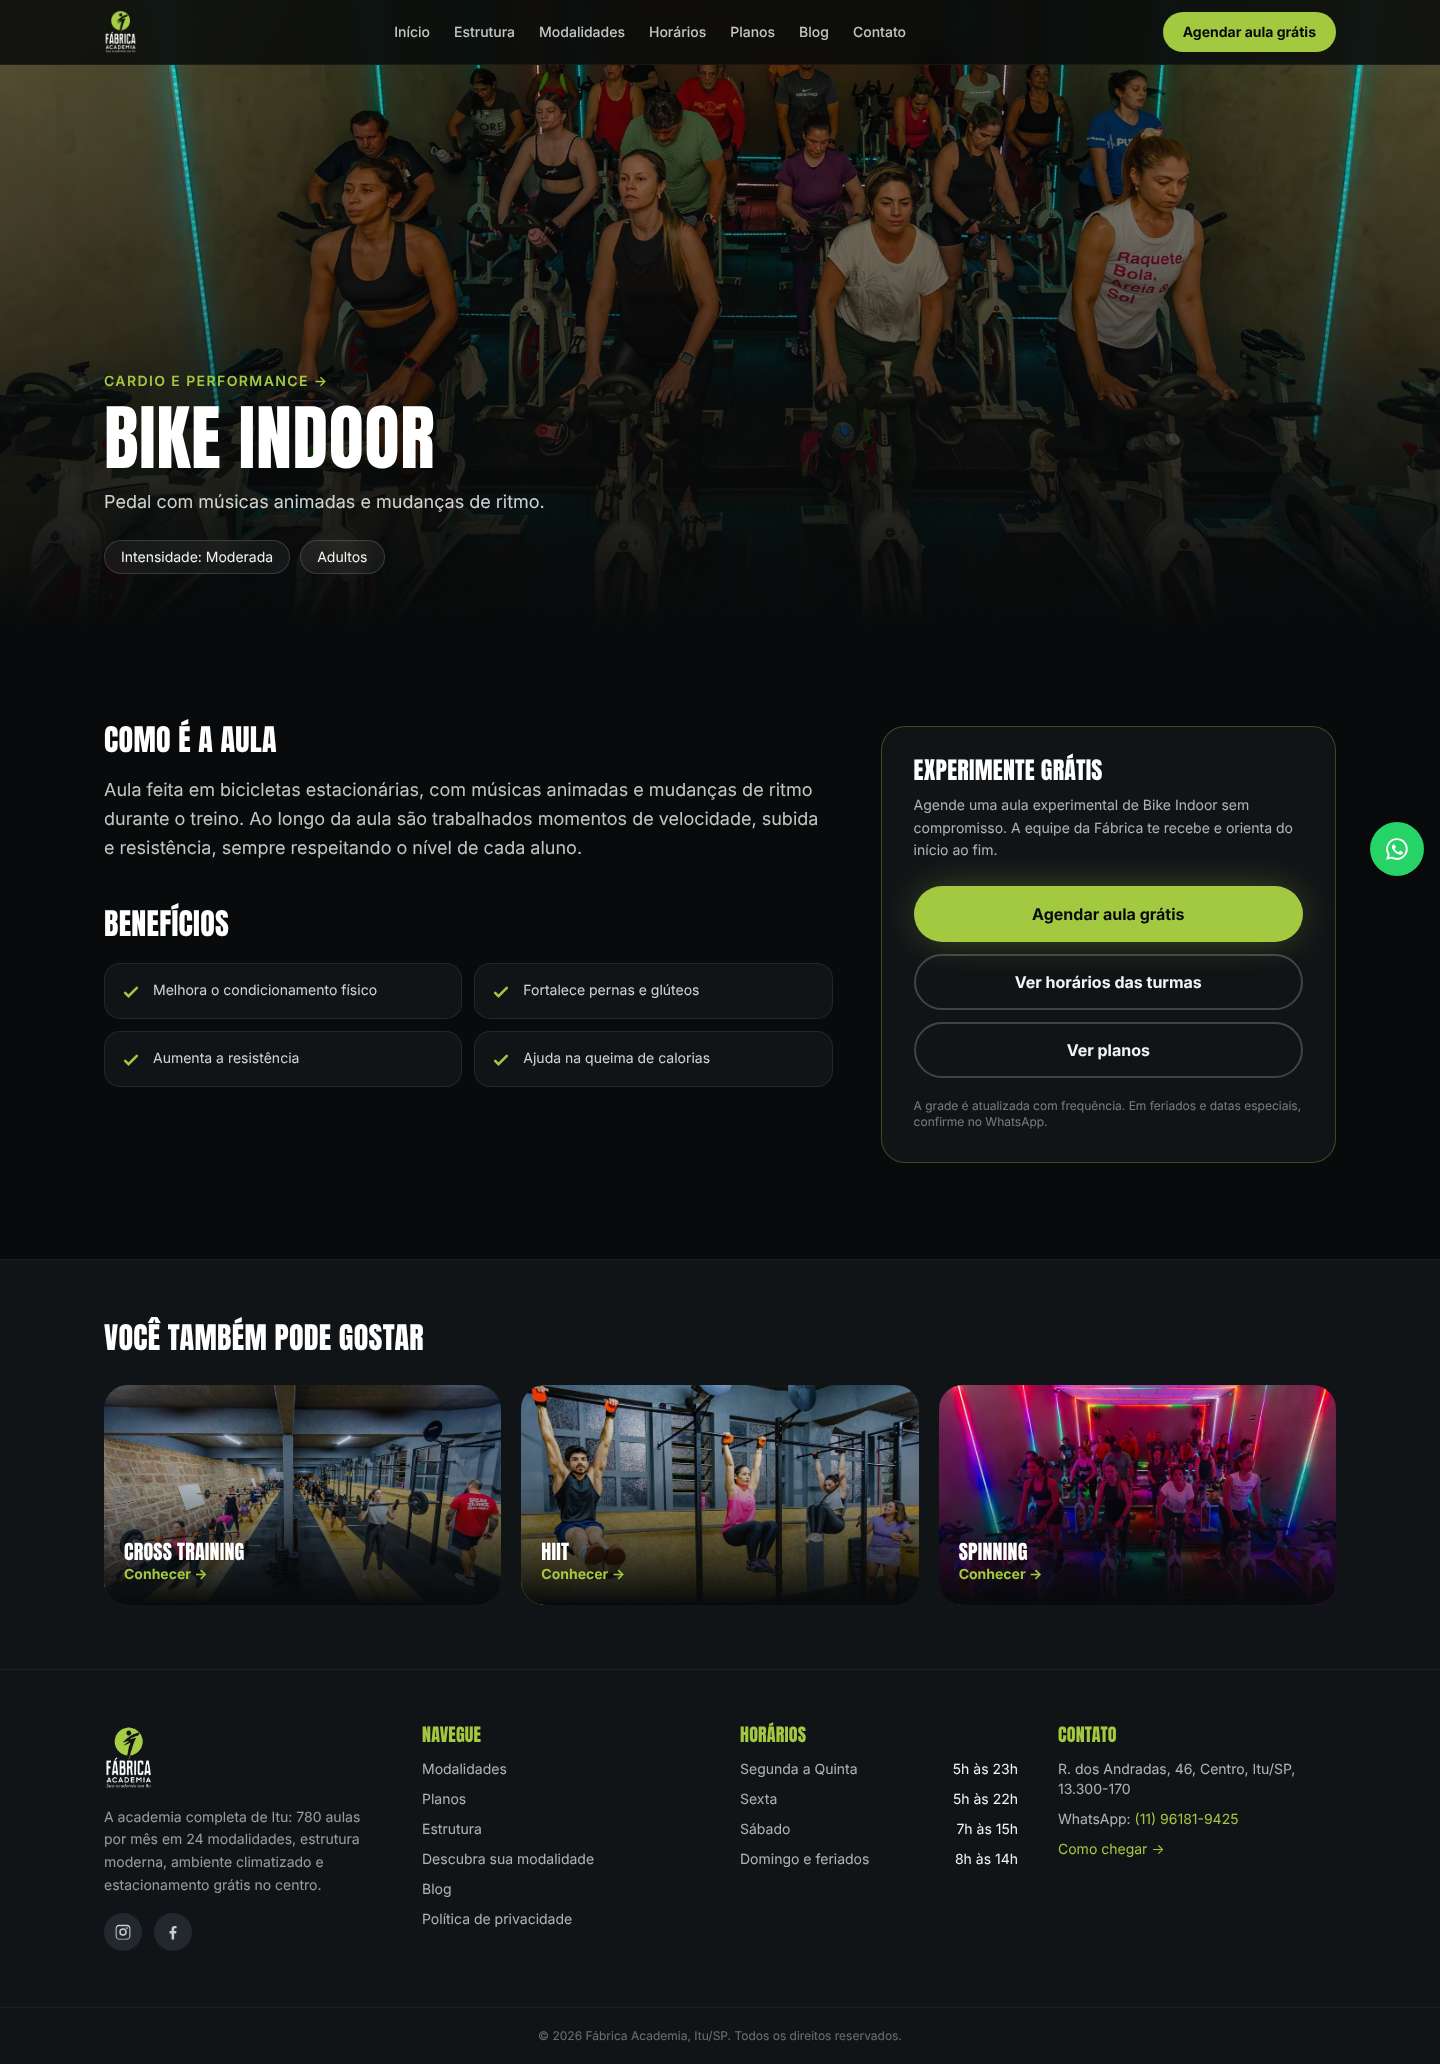 FÁBRICA
ACADEMIA
Início
Estrutura
Modalidades
Horários
Planos
Blog
Contato
Agendar aula grátis
Raquete
Bola,
Areia &
Sol
CARDIO E PERFORMANCE →
BIKE INDOOR
Pedal com músicas animadas e mudanças de ritmo.
Intensidade: Moderada
Adultos
COMO É A AULA
Aula feita em bicicletas estacionárias, com músicas animadas e mudanças de ritmo
durante o treino. Ao longo da aula são trabalhados momentos de velocidade, subida
e resistência, sempre respeitando o nível de cada aluno.
BENEFÍCIOS
Melhora o condicionamento físico
Fortalece pernas e glúteos
Aumenta a resistência
Ajuda na queima de calorias
EXPERIMENTE GRÁTIS
Agende uma aula experimental de Bike Indoor sem
compromisso. A equipe da Fábrica te recebe e orienta do
início ao fim.
Agendar aula grátis
Ver horários das turmas
Ver planos
A grade é atualizada com frequência. Em feriados e datas especiais,
confirme no WhatsApp.
VOCÊ TAMBÉM PODE GOSTAR
CROSS TRAINING
Conhecer →
HIIT
Conhecer →
SPINNING
Conhecer →
FÁBRICA
ACADEMIA
A academia completa de Itu: 780 aulas
por mês em 24 modalidades, estrutura
moderna, ambiente climatizado e
estacionamento grátis no centro.
NAVEGUE
Modalidades
Planos
Estrutura
Descubra sua modalidade
Blog
Política de privacidade
HORÁRIOS
Segunda a Quinta 5h às 23h
Sexta 5h às 22h
Sábado 7h às 15h
Domingo e feriados 8h às 14h
CONTATO
R. dos Andradas, 46, Centro, Itu/SP,
13.300-170
WhatsApp: (11) 96181-9425
Como chegar →
© 2026 Fábrica Academia, Itu/SP. Todos os direitos reservados.